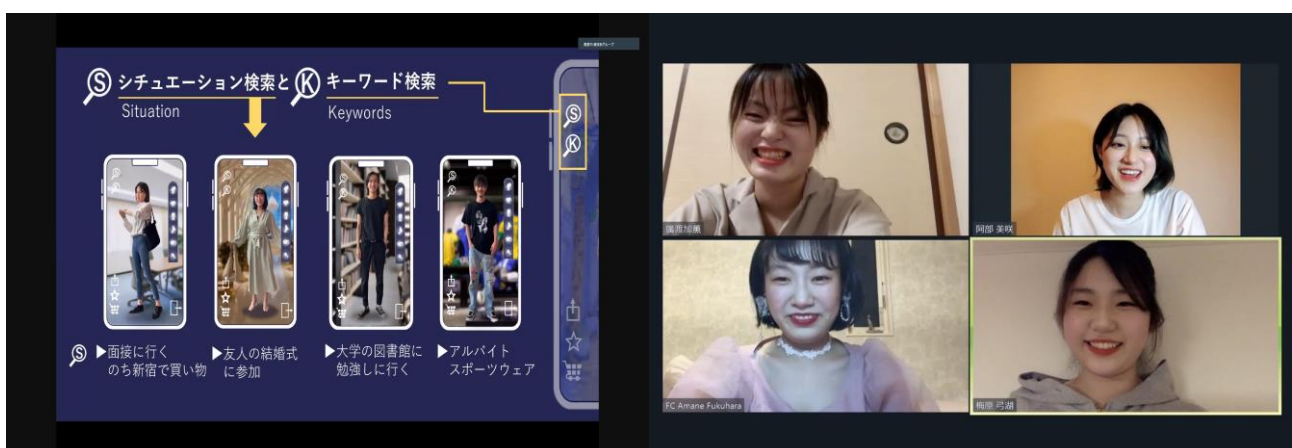 シチュエーション検索と
キーワード検索
Situation
Keywords
S
K
S
K
S
▶面接に行く
のち新宿で買い物
▶友人の結婚式
に参加
▶大学の図書館に
勉強しに行く
▶アルバイト
スポーツウェア
阿部 美咲
FC Amane Fukuhara
梅原 弓湖